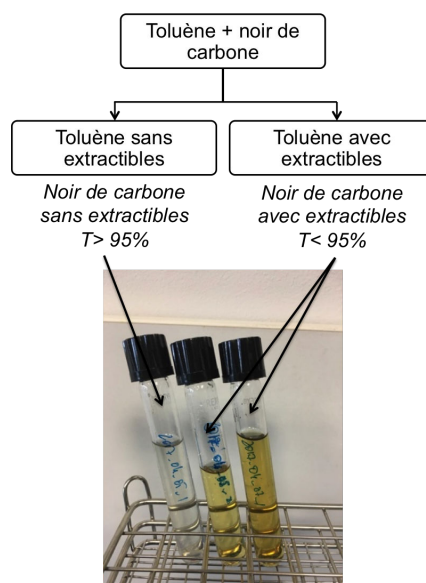 Toluène + noir de
carbone
Toluène sans
extractibles
Toluène avec
extractibles
Noir de carbone
sans extractibles
T> 95%
Noir de carbone
avec extractibles
T< 95%